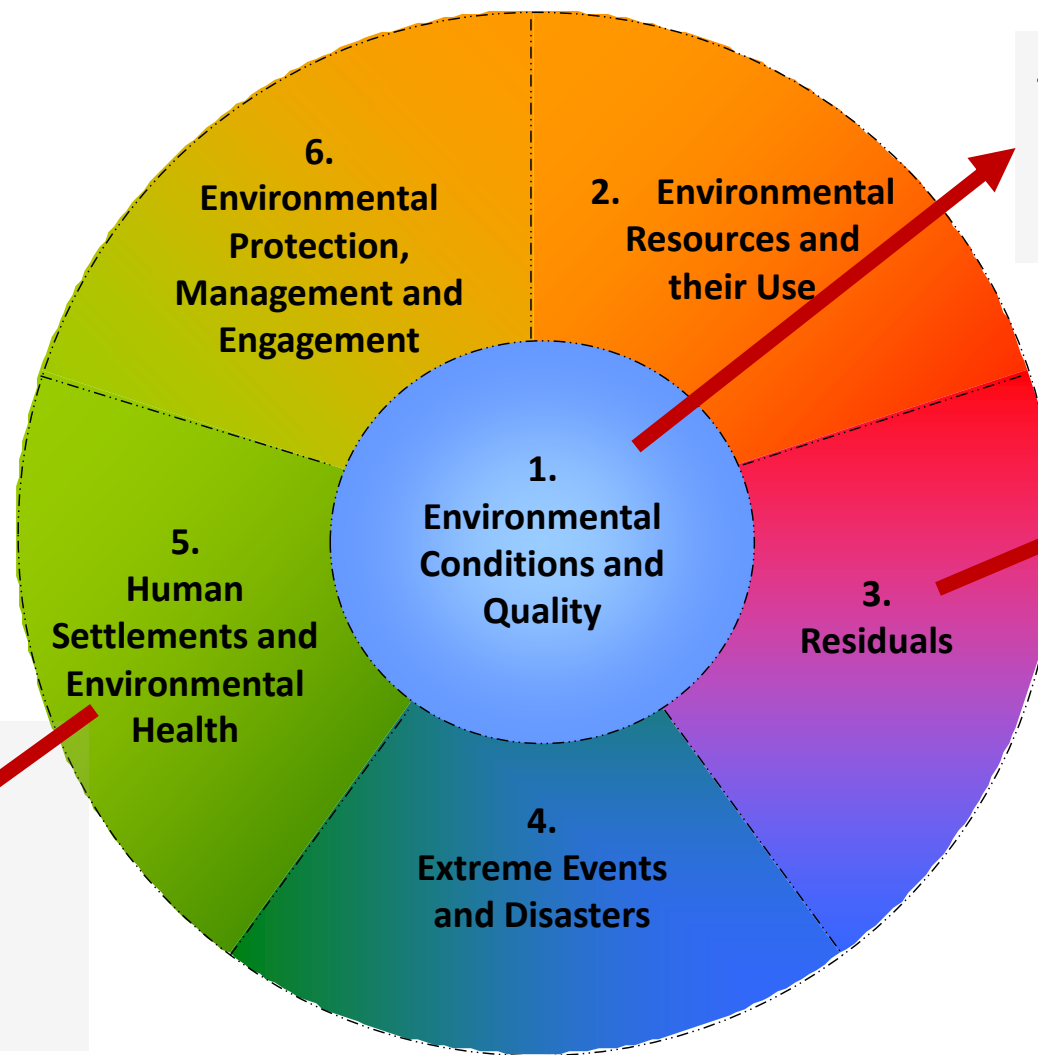 6.
Environmental
Protection,
Management and
Engagement
2. Environmental
Resources and
their Use
1.
Environmental
Conditions and
Quality
3.
Residuals
5.
Human
Settlements and
Environmental
Health
4.
Extreme Events
and Disasters